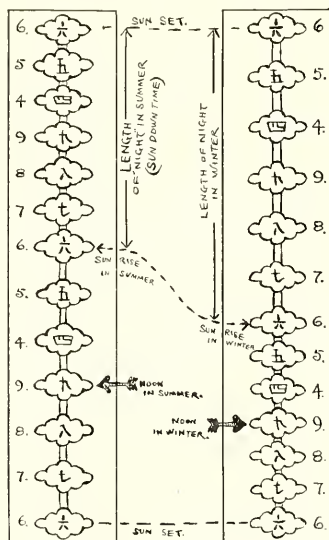 6. 六
5 五
4 四
9 九
8 八
7 七
6. 六
5. 五
4. 四
9. 九
8. 八
7. 七
6. 六
SUN SET.
LENGTH
OF "NIGHT" IN SUMMER
(SUN DOWN TIME)
LENGTH OF NIGHT
IN WINTER
SUN RISE
IN SUMMER
SUN RISE
IN WINTER
NOON
IN SUMMER.
NOON
IN WINTER.
SUN SET.
六 6
五 5.
四 4.
九 9.
八 8.
七 7.
六 6.
五 5.
四 4.
九 9.
八 8.
七 7.
六 6.